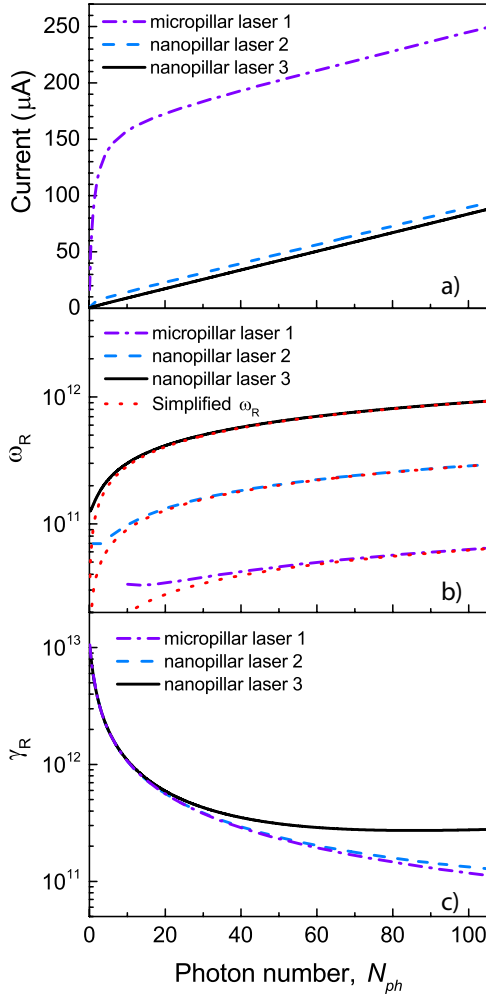 250
200
150
100
50
0
Current (µA)
micropillar laser 1
nanopillar laser 2
nanopillar laser 3
a)
10^12
10^11
ω_R
micropillar laser 1
nanopillar laser 2
nanopillar laser 3
Simplified ω_R
b)
10^13
10^12
10^11
γ_R
micropillar laser 1
nanopillar laser 2
nanopillar laser 3
c)
0 20 40 60 80 100
Photon number, N_ph